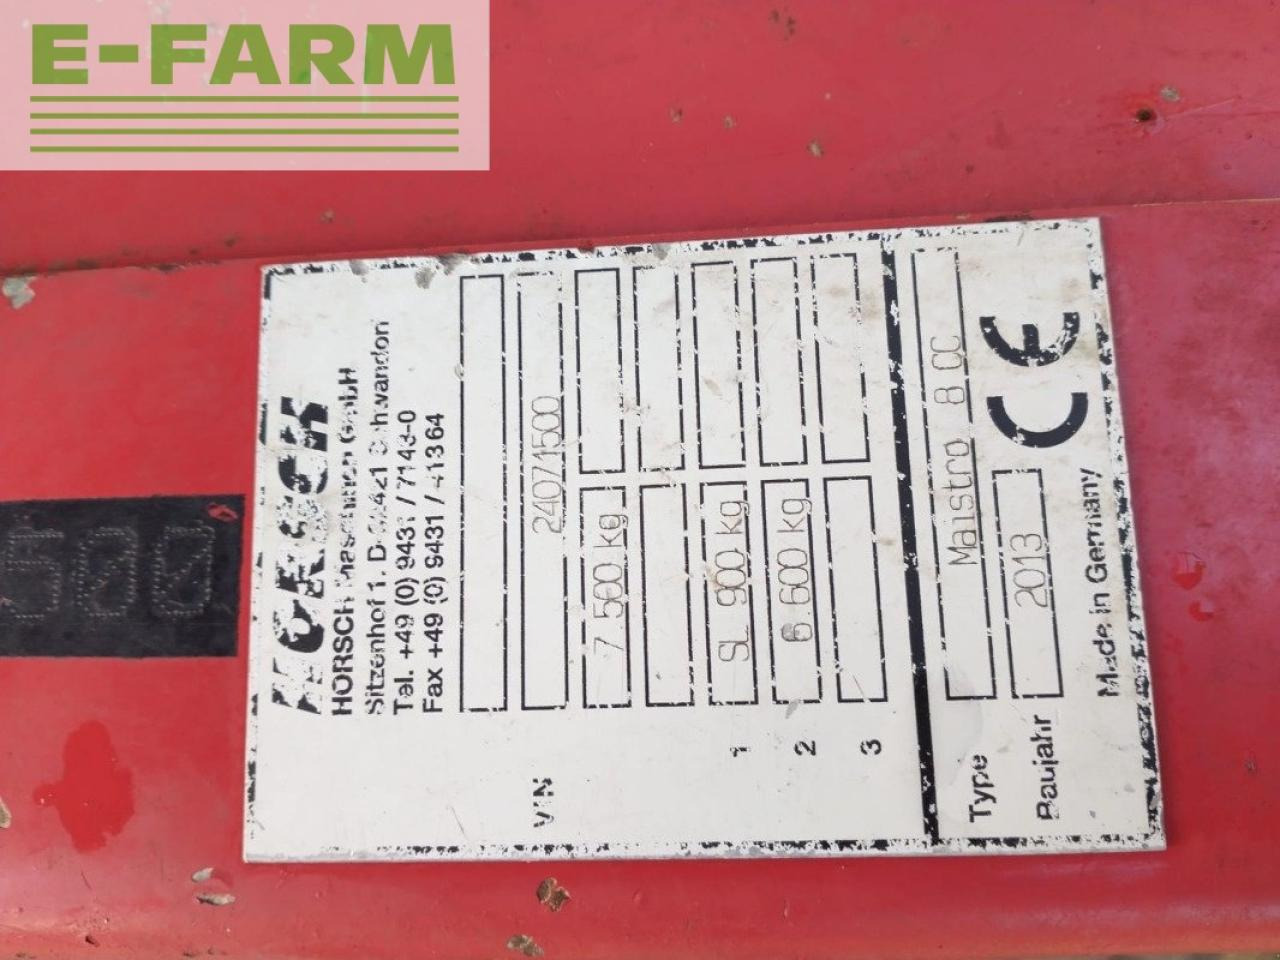 E-FARM
500
HORSCH
HORSCH Maschinen GmbH
Sitzenhof 1, D-92421 Schwandorf
Tel. +49 (0) 9431 / 7143-0
Fax +49 (0) 9431 / 41364
VIN 24071500
7 500 kg
1 SL 900 kg
2 6 600 kg
3
Type Maistro 8 CC
Baujahr 2013
CE
Made in Germany